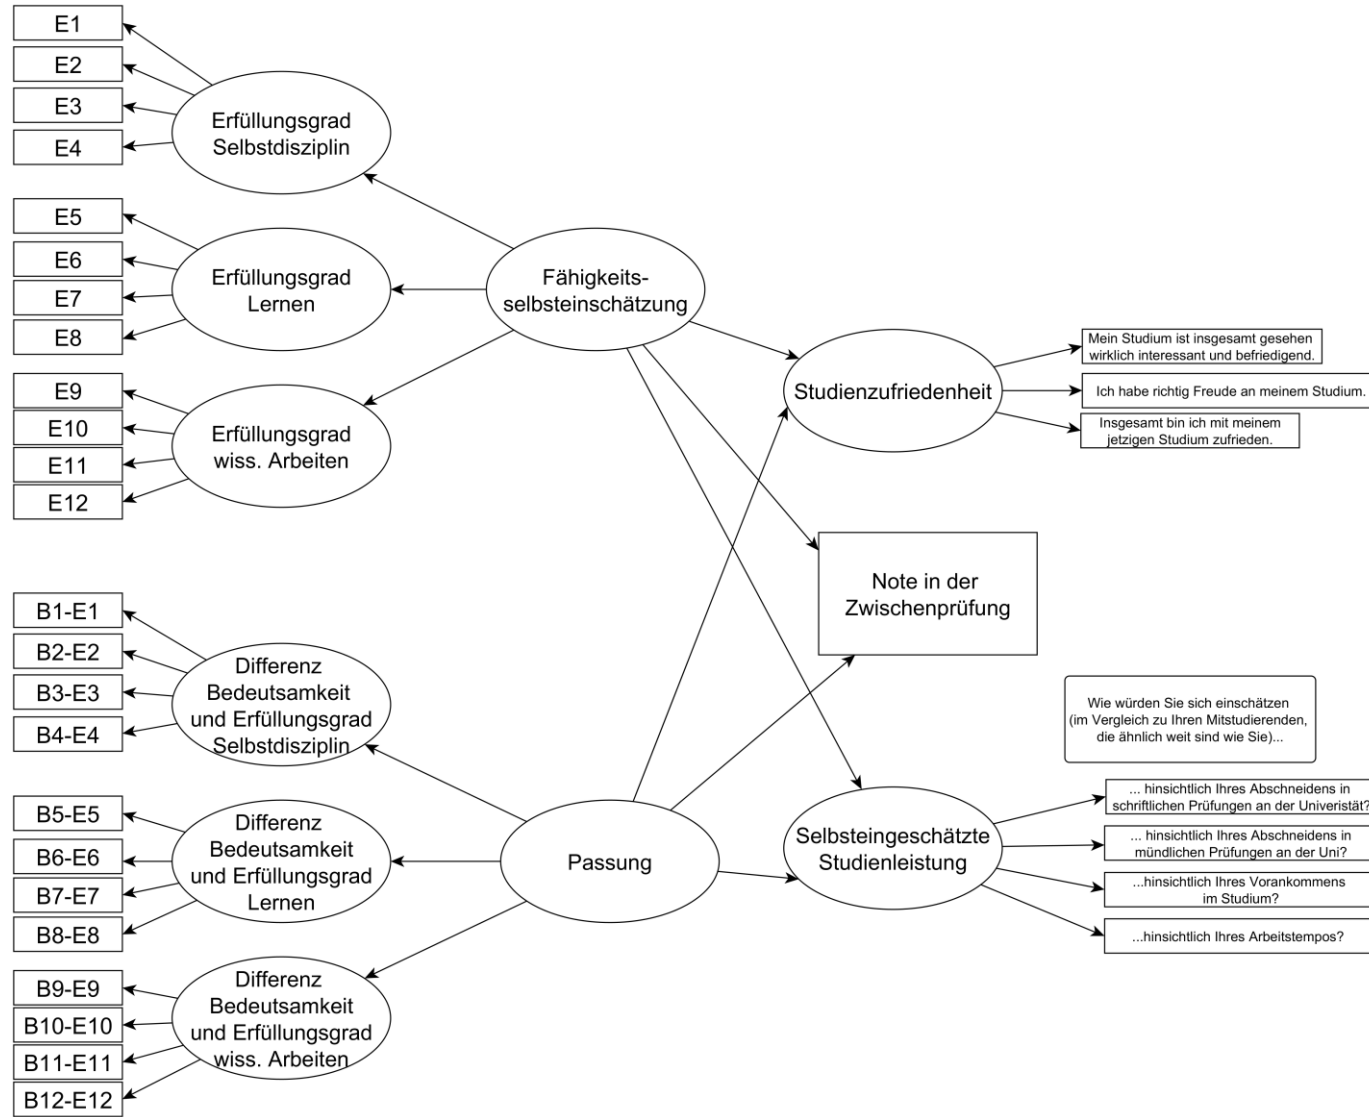 E1
E2
E3
E4
Erfüllungsgrad
Selbstdisziplin
E5
E6
E7
E8
Erfüllungsgrad
Lernen
E9
E10
E11
E12
Erfüllungsgrad
wiss. Arbeiten
Fähigkeits-
selbsteinschätzung
Studienzufriedenheit
Mein Studium ist insgesamt gesehen
wirklich interessant und befriedigend.
Ich habe richtig Freude an meinem Studium.
Insgesamt bin ich mit meinem
jetzigen Studium zufrieden.
Note in der
Zwischenprüfung
B1-E1
B2-E2
B3-E3
B4-E4
Differenz
Bedeutsamkeit
und Erfüllungsgrad
Selbstdisziplin
B5-E5
B6-E6
B7-E7
B8-E8
Differenz
Bedeutsamkeit
und Erfüllungsgrad
Lernen
B9-E9
B10-E10
B11-E11
B12-E12
Differenz
Bedeutsamkeit
und Erfüllungsgrad
wiss. Arbeiten
Passung
Selbsteingeschätzte
Studienleistung
Wie würden Sie sich einschätzen
(im Vergleich zu Ihren Mitstudierenden,
die ähnlich weit sind wie Sie)...
... hinsichtlich Ihres Abschneidens in
schriftlichen Prüfungen an der Univeristät?
... hinsichtlich Ihres Abschneidens in
mündlichen Prüfungen an der Uni?
...hinsichtlich Ihres Vorankommens
im Studium?
...hinsichtlich Ihres Arbeitstempos?